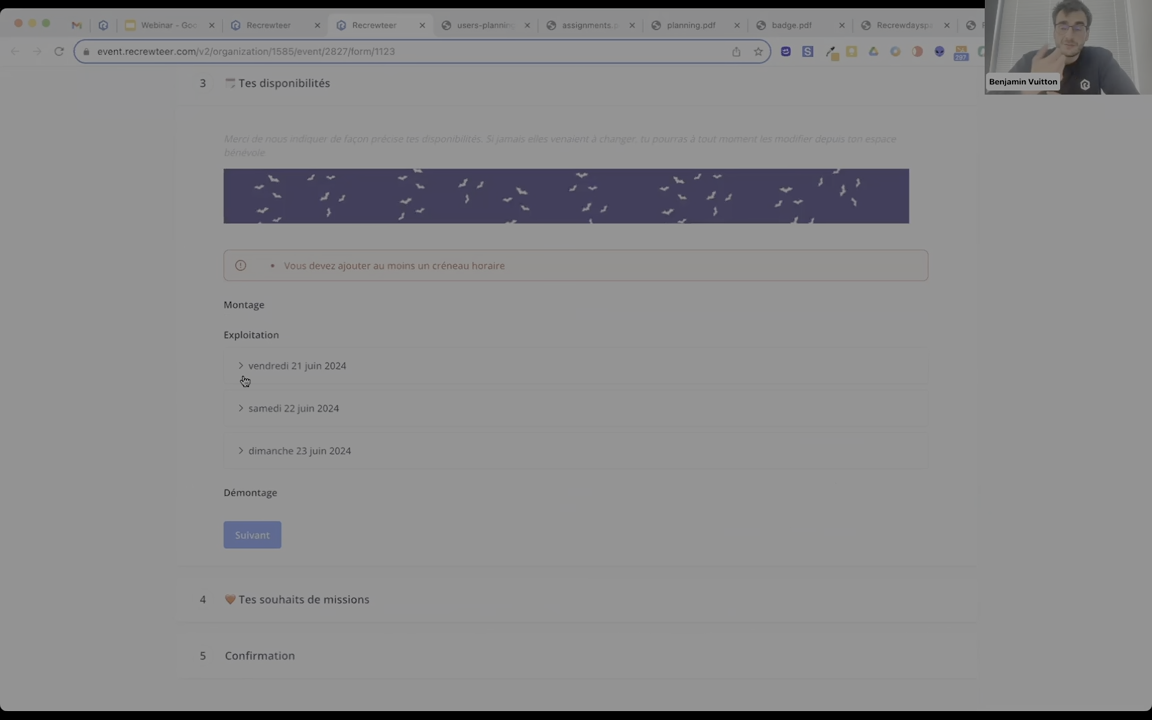 Webinar - Goo
Recrewteer
Recrewteer
users-planning
assignments.
planning.pdf
badge.pdf
Recrewdaysp
event.recrewteer.com/v2/organization/1585/event/2827/form/1123
Benjamin Vuitton
3 Tes disponibilités
Merci de nous indiquer de façon précise tes disponibilités. Si jamais elles venaient à changer, tu pourras à tout moment les modifier depuis ton espace
bénévole.
Vous devez ajouter au moins un créneau horaire
Montage
Exploitation
vendredi 21 juin 2024
samedi 22 juin 2024
dimanche 23 juin 2024
Démontage
Suivant
4 Tes souhaits de missions
5 Confirmation